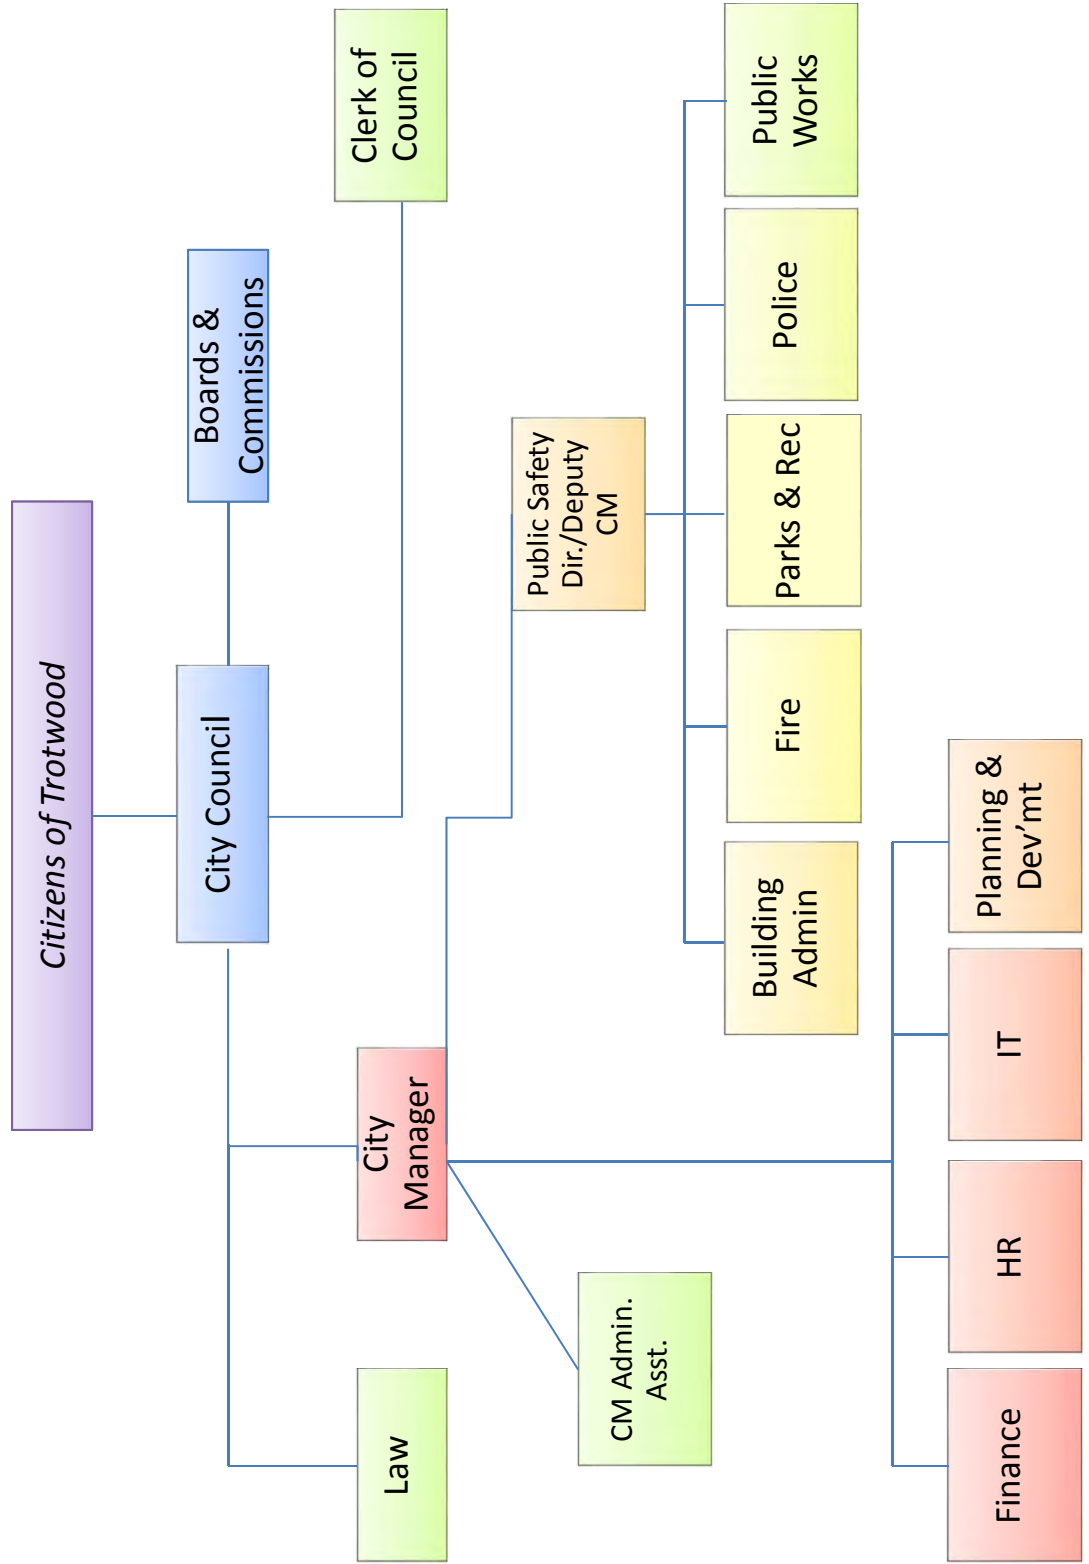 Citizens of Trotwood
City Council
Boards &
Commissions
Law
City
Manager
Clerk of
Council
Public Safety
Dir./Deputy
CM
CM Admin.
Asst.
Building
Admin
Fire
Parks & Rec
Police
Public
Works
Finance
HR
IT
Planning &
Dev’mt